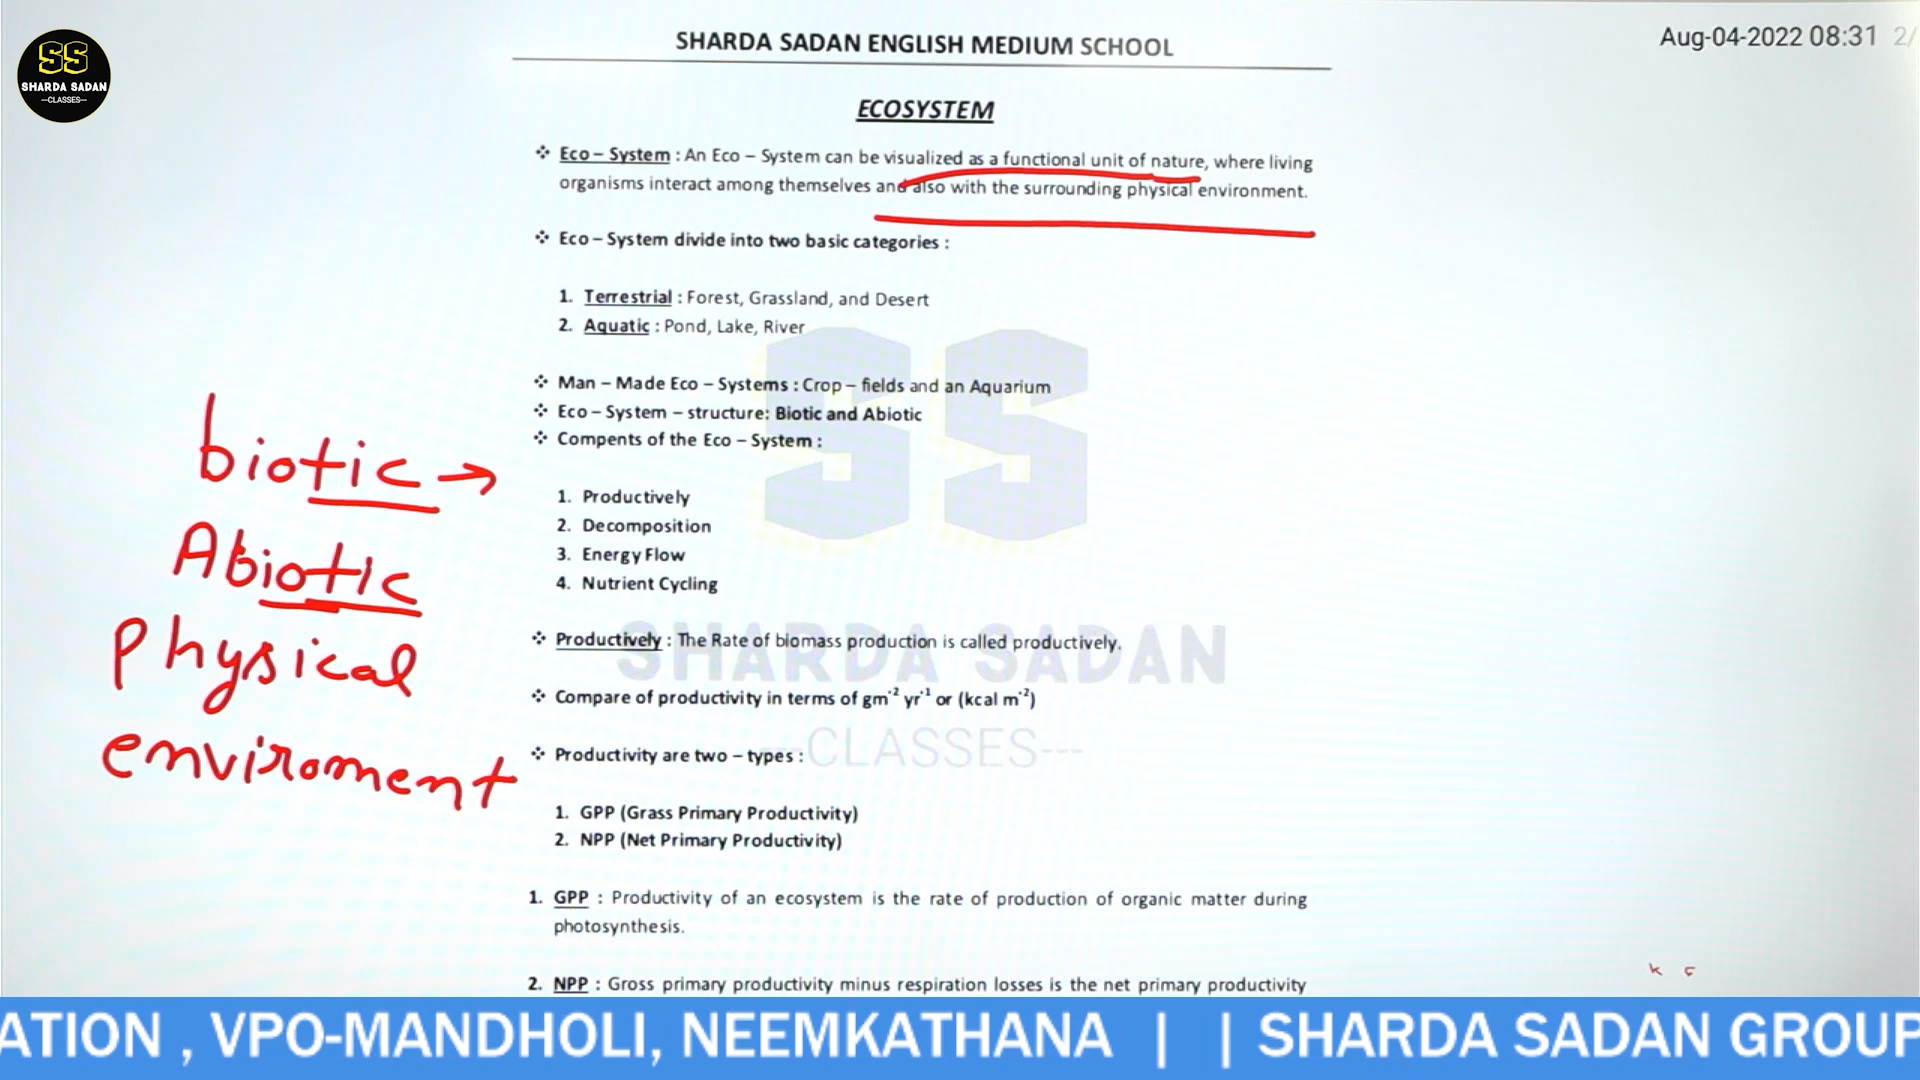 SS
SHARDA SADAN
—CLASSES—
SHARDA SADAN ENGLISH MEDIUM SCHOOL
Aug-04-2022 08:31 2/
ECOSYSTEM
❖ Eco – System : An Eco – System can be visualized as a functional unit of nature, where living
organisms interact among themselves and also with the surrounding physical environment.
❖ Eco – System divide into two basic categories :
1. Terrestrial : Forest, Grassland, and Desert
2. Aquatic : Pond, Lake, River
❖ Man – Made Eco – Systems : Crop – fields and an Aquarium
❖ Eco – System – structure: Biotic and Abiotic
❖ Compents of the Eco – System :
1. Productively
2. Decomposition
3. Energy Flow
4. Nutrient Cycling
❖ Productively : The Rate of biomass production is called productively.
❖ Compare of productivity in terms of gm⁻² yr⁻¹ or (kcal m⁻²)
❖ Productivity are two – types :
1. GPP (Grass Primary Productivity)
2. NPP (Net Primary Productivity)
1. GPP : Productivity of an ecosystem is the rate of production of organic matter during
photosynthesis.
2. NPP : Gross primary productivity minus respiration losses is the net primary productivity
biotic →
Abiotic
Physical
enviroment
SS
SHARDA SADAN
---CLASSES---
K
ATION , VPO-MANDHOLI, NEEMKATHANA | | SHARDA SADAN GROUP